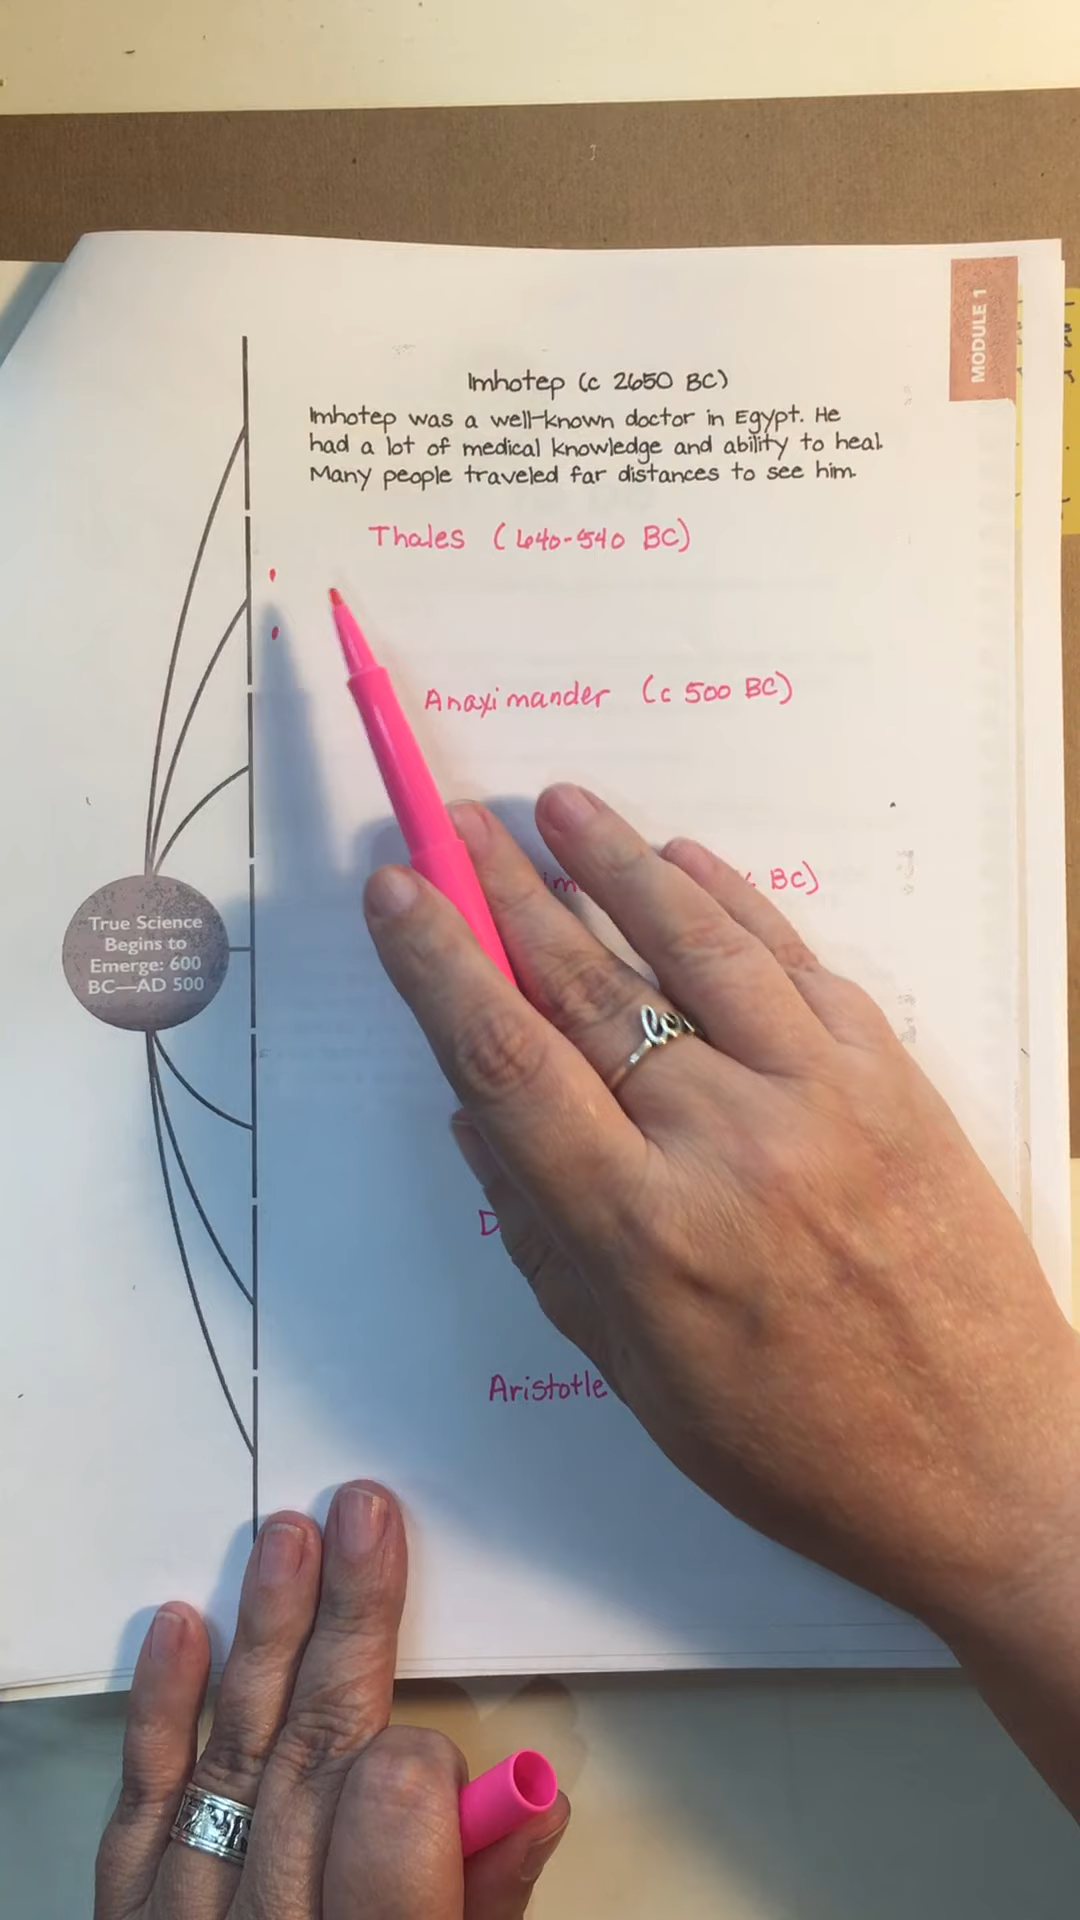 MODULE 1
Imhotep (c 2650 BC)
Imhotep was a well-known doctor in Egypt. He
had a lot of medical knowledge and ability to heal.
Many people traveled far distances to see him.
Thales (640-540 BC)
Anaximander (c 500 BC)
BC)
True Science
Begins to
Emerge: 600
BC—AD 500
Aristotle